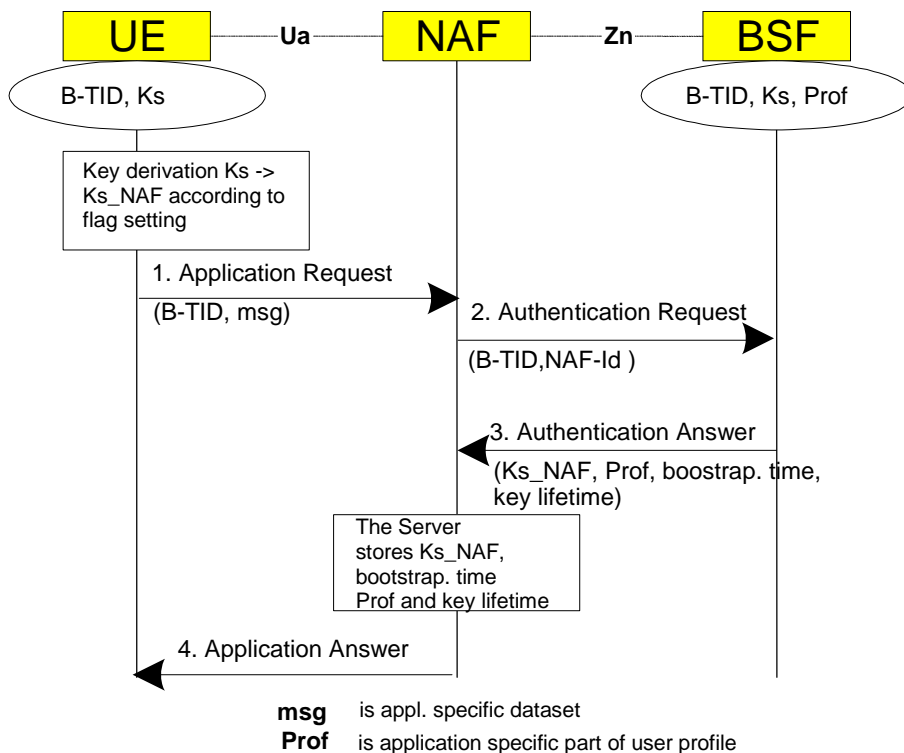 UE Ua NAF Zn BSF
B-TID, Ks
B-TID, Ks, Prof
Key derivation Ks ->
Ks_NAF according to
flag setting
1. Application Request
(B-TID, msg)
2. Authentication Request
(B-TID,NAF-Id )
3. Authentication Answer
(Ks_NAF, Prof, boostrap. time,
key lifetime)
The Server
stores Ks_NAF,
bootstrap. time
Prof and key lifetime
4. Application Answer
msg is appl. specific dataset
Prof is application specific part of user profile